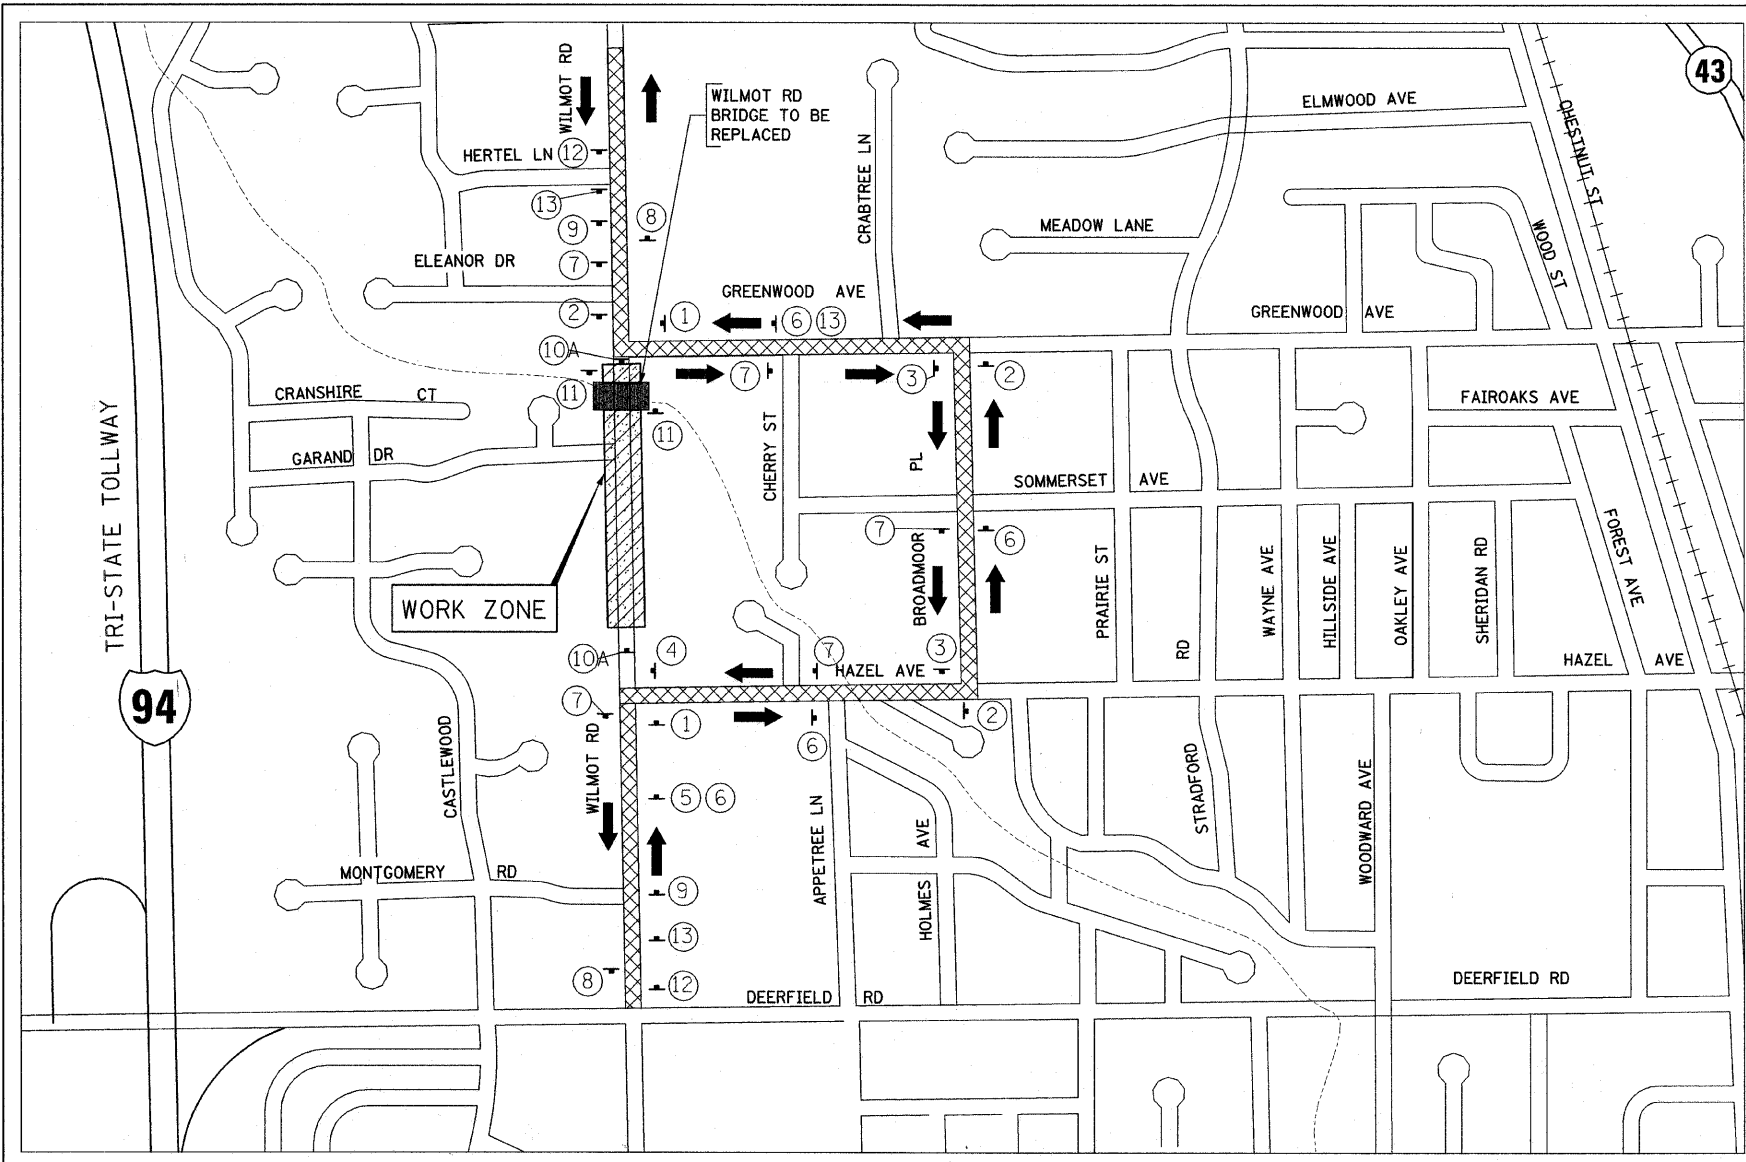 WILMOT RD
WILMOT RD
BRIDGE TO BE
REPLACED
43
ELMWOOD AVE
CHESTNUT ST
HERTEL LN
12
13
9
8
7
2
ELEANOR DR
CRABTREE LN
MEADOW LANE
WOOD ST
GREENWOOD AVE
1
6
13
GREENWOOD AVE
10A
11
7
3
2
CRANSHIRE CT
11
FAIROAKS AVE
GARAND DR
CHERRY ST
PL
SOMMERSET AVE
TRI-STATE TOLLWAY
7
6
BROADMOOR
PRAIRIE ST
WAYNE AVE
HILLSIDE AVE
OAKLEY AVE
SHERIDAN RD
FOREST AVE
WORK ZONE
10A
4
7
HAZEL AVE
3
RD
HAZEL AVE
94
7
1
6
2
CASTLEWOOD
WILMOT RD
5
6
APPETREE LN
AVE
HOLMES
STRADFORD
WOODWARD AVE
MONTGOMERY RD
9
13
8
12
DEERFIELD RD
DEERFIELD RD